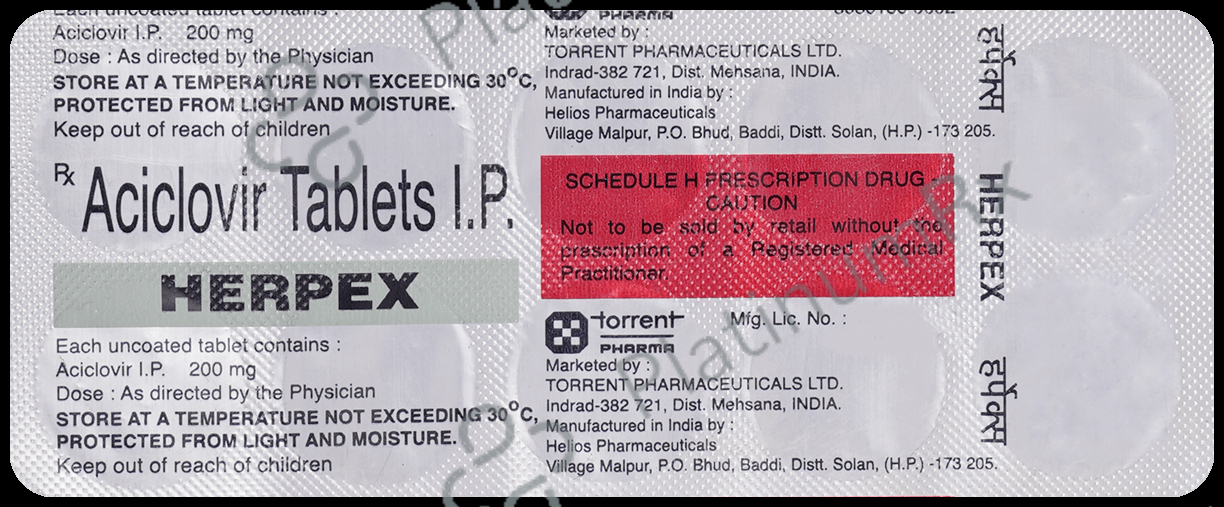 Each uncoated tablet contains :
Aciclovir I.P. 200 mg
Dose : As directed by the Physician
STORE AT A TEMPERATURE NOT EXCEEDING 30°C,
PROTECTED FROM LIGHT AND MOISTURE.
Keep out of reach of children
Rx Aciclovir Tablets I.P.
HERPEX
Each uncoated tablet contains :
Aciclovir I.P. 200 mg
Dose : As directed by the Physician
STORE AT A TEMPERATURE NOT EXCEEDING 30°C,
PROTECTED FROM LIGHT AND MOISTURE.
Keep out of reach of children
PHARMA
Marketed by :
TORRENT PHARMACEUTICALS LTD.
Indrad-382 721, Dist. Mehsana, INDIA.
Manufactured in India by :
Helios Pharmaceuticals
Village Malpur, P.O. Bhud, Baddi, Distt. Solan, (H.P.) -173 205.
SCHEDULE H PRESCRIPTION DRUG -
CAUTION
Not to be sold by retail without the
prascription of a Registered Medical
Practitioner.
torrent
PHARMA
Mfg. Lic. No. :
Marketed by :
TORRENT PHARMACEUTICALS LTD.
Indrad-382 721, Dist. Mehsana, INDIA.
Manufactured in India by :
Helios Pharmaceuticals
Village Malpur, P.O. Bhud, Baddi, Distt. Solan, (H.P.) -173 205.
हर्पेक्स
HERPEX
हर्पेक्स
PlatinumRx